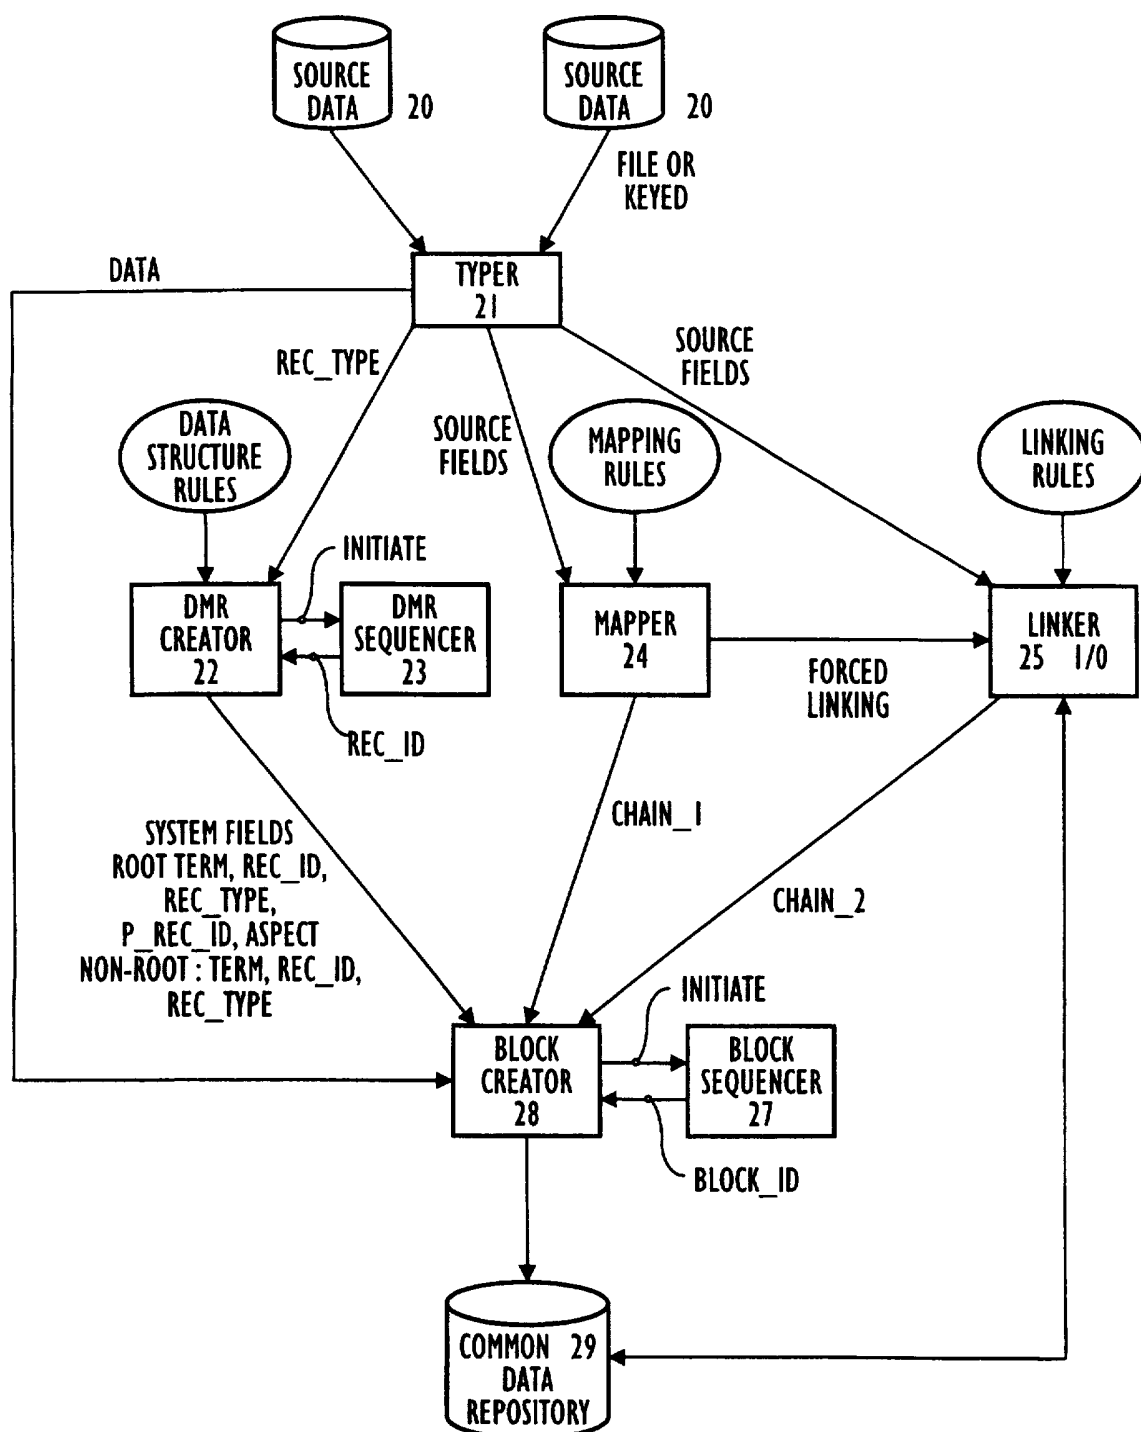 SOURCE
DATA
20
SOURCE
DATA
20
FILE OR
KEYED
DATA
TYPER
21
REC_TYPE
SOURCE
FIELDS
SOURCE
FIELDS
DATA
STRUCTURE
RULES
MAPPING
RULES
LINKING
RULES
INITIATE
DMR
CREATOR
22
DMR
SEQUENCER
23
MAPPER
24
LINKER
25 I/O
FORCED
LINKING
REC_ID
CHAIN_1
CHAIN_2
SYSTEM FIELDS
ROOT TERM, REC_ID,
REC_TYPE,
P_REC_ID, ASPECT
NON-ROOT : TERM, REC_ID,
REC_TYPE
INITIATE
BLOCK
CREATOR
28
BLOCK
SEQUENCER
27
BLOCK_ID
COMMON 29
DATA
REPOSITORY